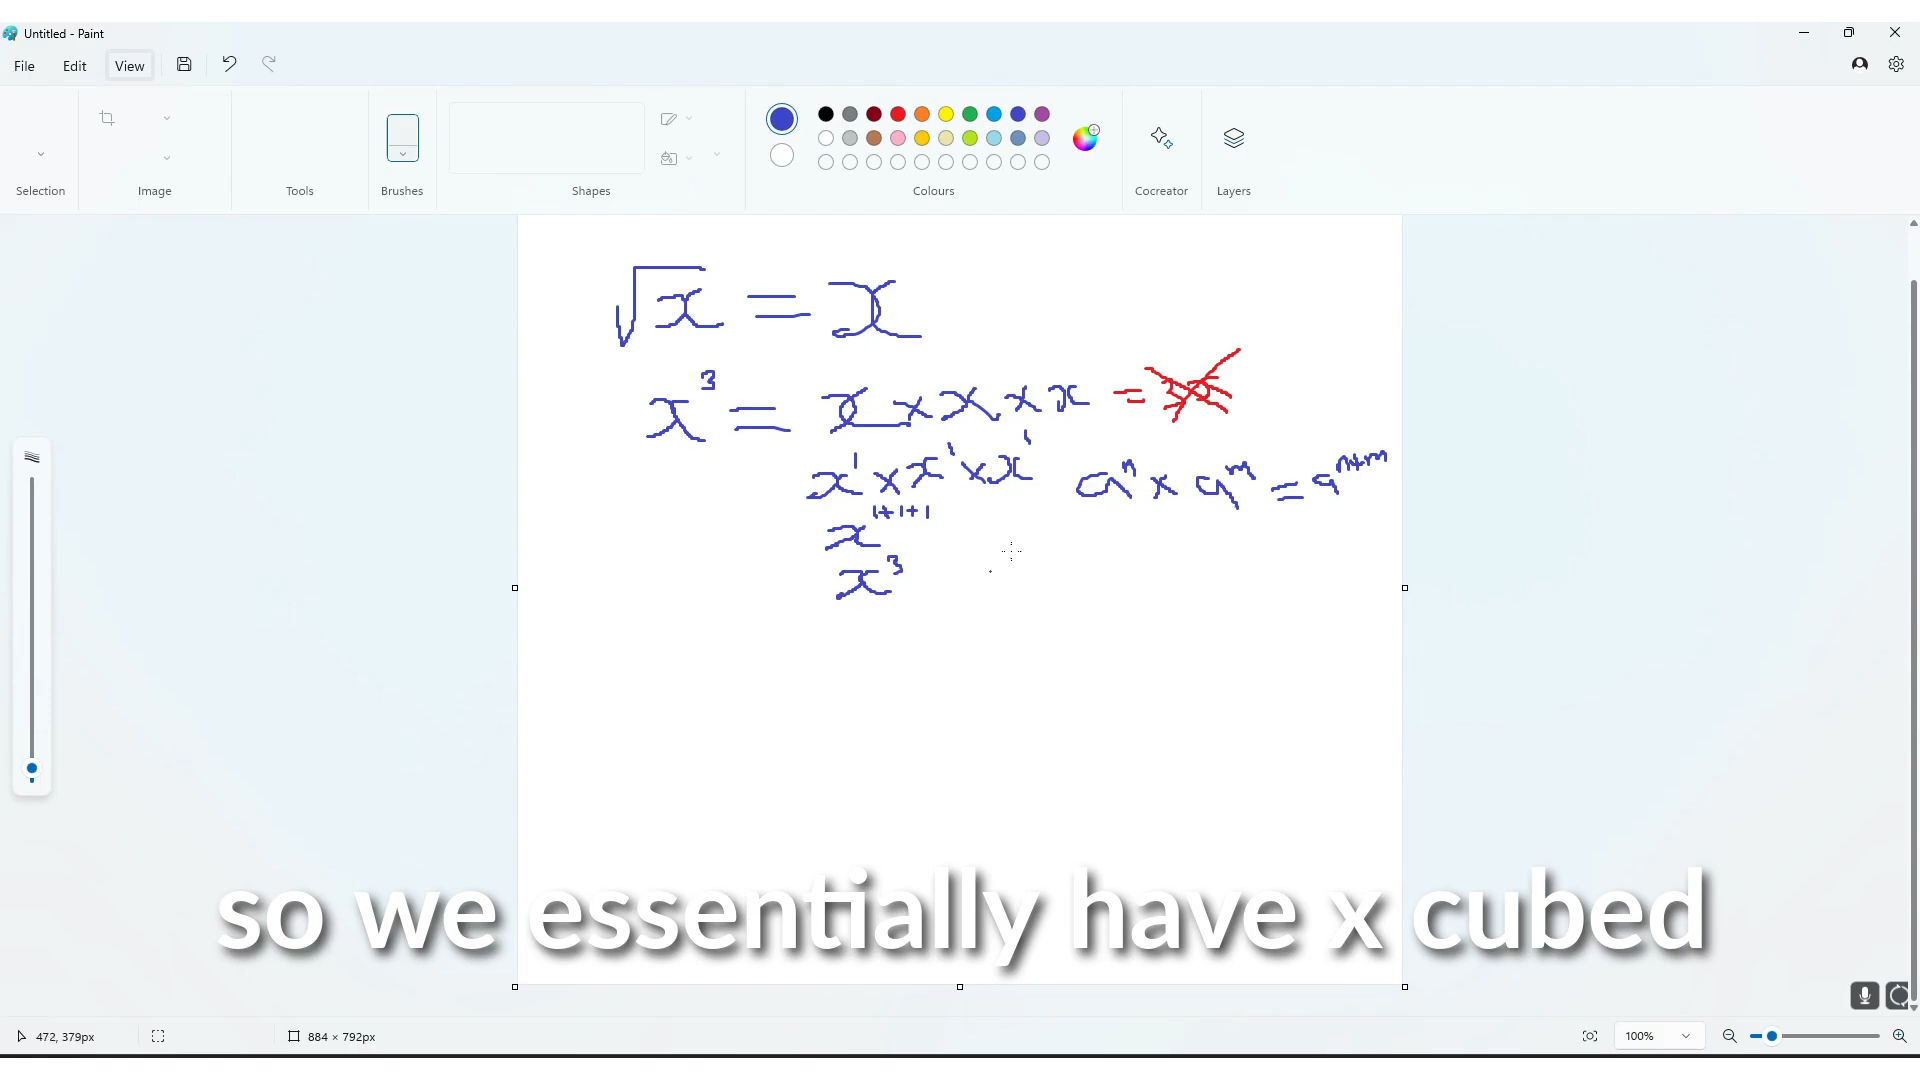 Untitled - Paint
File Edit View
Selection Image Tools Brushes Shapes Colours Cocreator Layers
√x = x
x³ = x × x × x =
x¹ × x¹ × x¹ aⁿ × aᵐ = aⁿ⁺ᵐ
x¹⁺¹⁺¹
x³
so we essentially have x cubed
472, 379px 884 × 792px 100%